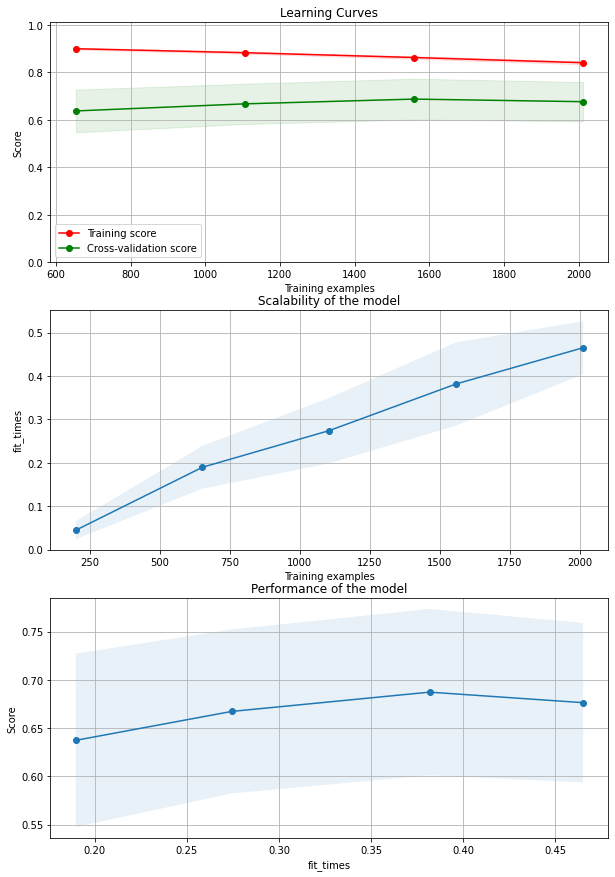 Learning Curves
1.0
0.8
0.6
0.4
0.2
0.0
Score
Training score
Cross-validation score
600 800 1000 1200 1400 1600 1800 2000
Training examples
Scalability of the model
0.5
0.4
0.3
0.2
0.1
0.0
fit_times
250 500 750 1000 1250 1500 1750 2000
Training examples
Performance of the model
0.75
0.70
0.65
0.60
0.55
Score
0.20 0.25 0.30 0.35 0.40 0.45
fit_times